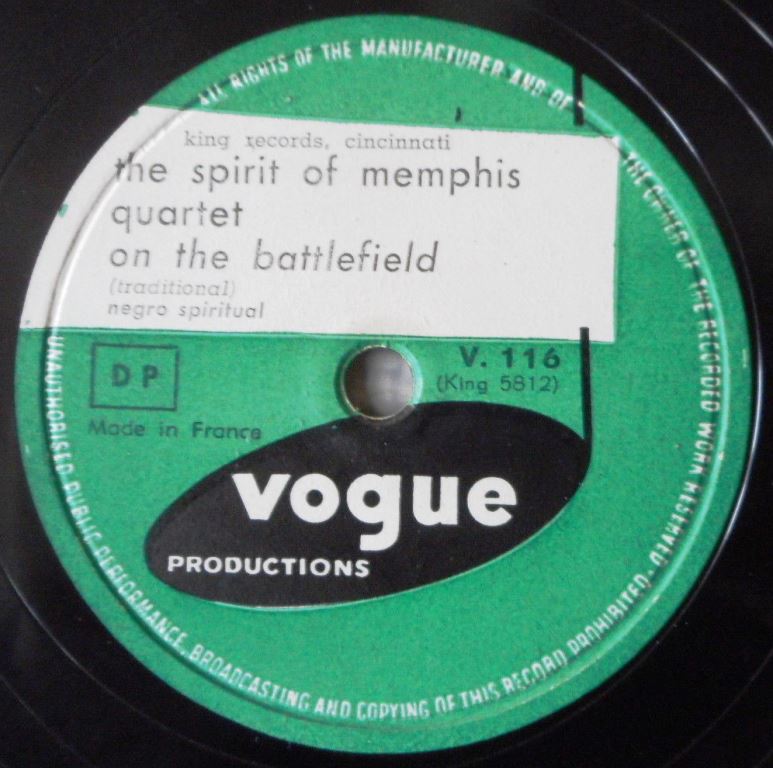 ALL RIGHTS OF THE MANUFACTURER AND OF THE OWNER OF THE RECORDED WORK RESERVED.
king records, cincinnati
the spirit of memphis
quartet
on the battlefield
(traditional)
negro spiritual
DP
V. 116
(King 5812)
Made in France
vogue
PRODUCTIONS
UNAUTHORISED PUBLIC PERFORMANCE, BROADCASTING AND COPYING OF THIS RECORD PROHIBITED.